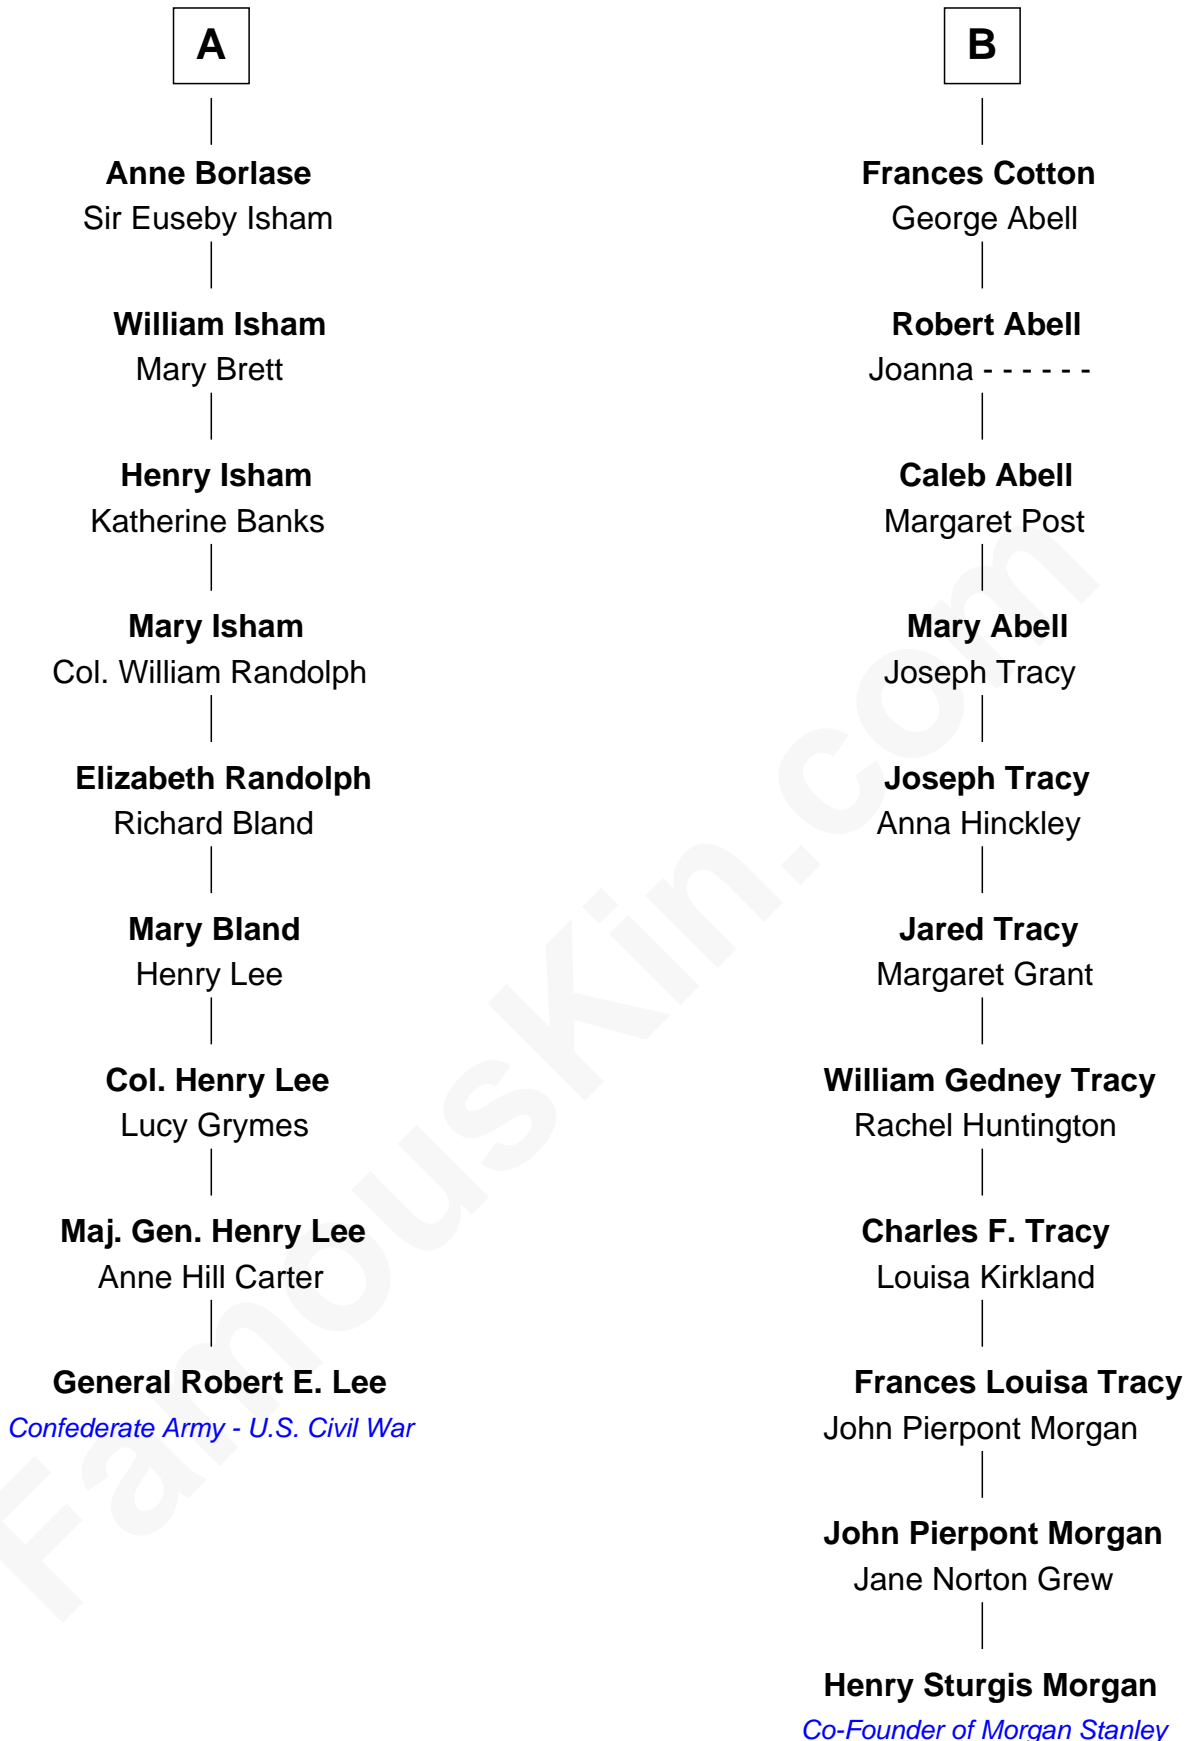 A
Anne Borlase
Sir Euseby Isham
William Isham
Mary Brett
Henry Isham
Katherine Banks
Mary Isham
Col. William Randolph
Elizabeth Randolph
Richard Bland
Mary Bland
Henry Lee
Col. Henry Lee
Lucy Grymes
Maj. Gen. Henry Lee
Anne Hill Carter
General Robert E. Lee
Confederate Army - U.S. Civil War
B
Frances Cotton
George Abell
Robert Abell
Joanna - - - - - -
Caleb Abell
Margaret Post
Mary Abell
Joseph Tracy
Joseph Tracy
Anna Hinckley
Jared Tracy
Margaret Grant
William Gedney Tracy
Rachel Huntington
Charles F. Tracy
Louisa Kirkland
Frances Louisa Tracy
John Pierpont Morgan
John Pierpont Morgan
Jane Norton Grew
Henry Sturgis Morgan
Co-Founder of Morgan Stanley
FamousKin.com